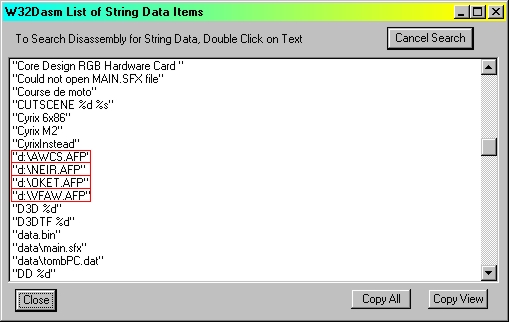 W32Dasm List of String Data Items
To Search Disassembly for String Data, Double Click on Text
Cancel Search
"Core Design RGB Hardware Card "
"Could not open MAIN.SFX file"
"Course de moto"
"CUTSCENE %d %s"
"Cyrix 6x86"
"Cyrix M2"
"CyrixInstead"
"d:\AWCS.AFP"
"d:\NEIR.AFP"
"d:\OKET.AFP"
"d:\VFAW.AFP"
"D3D %d"
"D3DTF %d"
"data.bin"
"data\main.sfx"
"data\tombPC.dat"
"DD %d"
Close
Copy All
Copy View